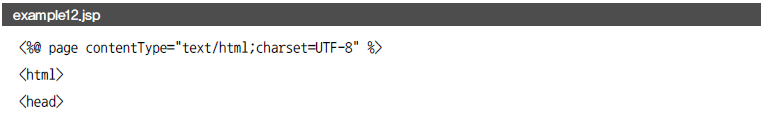 example12.jsp
<%@ page contentType="text/html;charset=UTF-8" %>
<html>
<head>